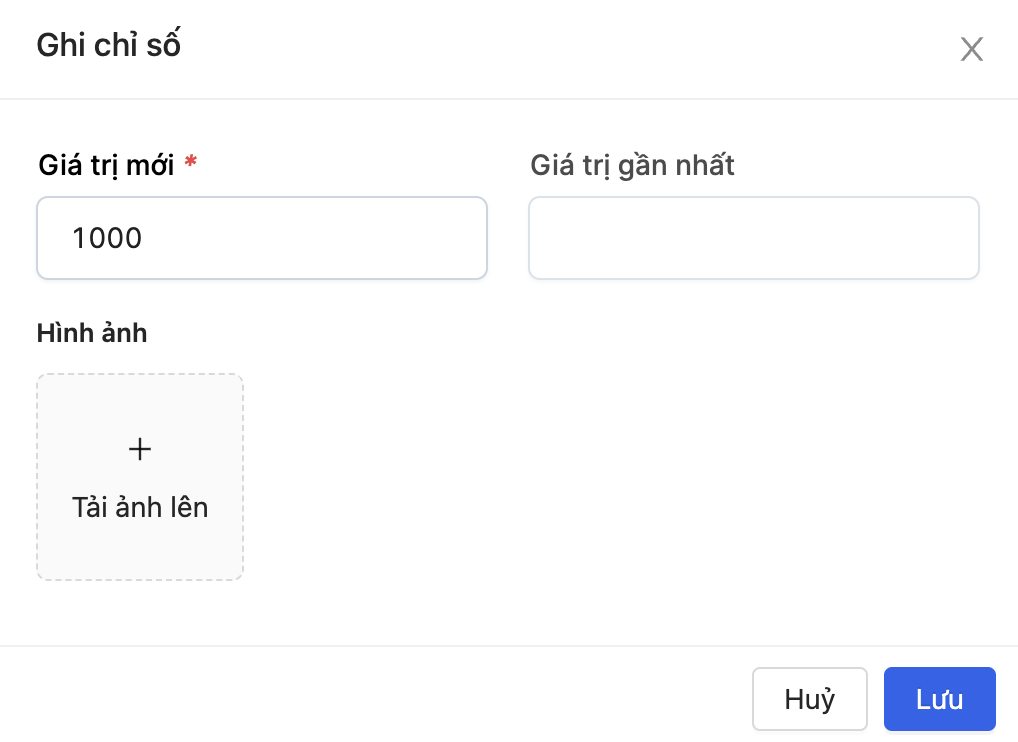 Ghi chỉ số
Giá trị mới *
Giá trị gần nhất
1000
Hình ảnh
Tải ảnh lên
Huỷ
Lưu